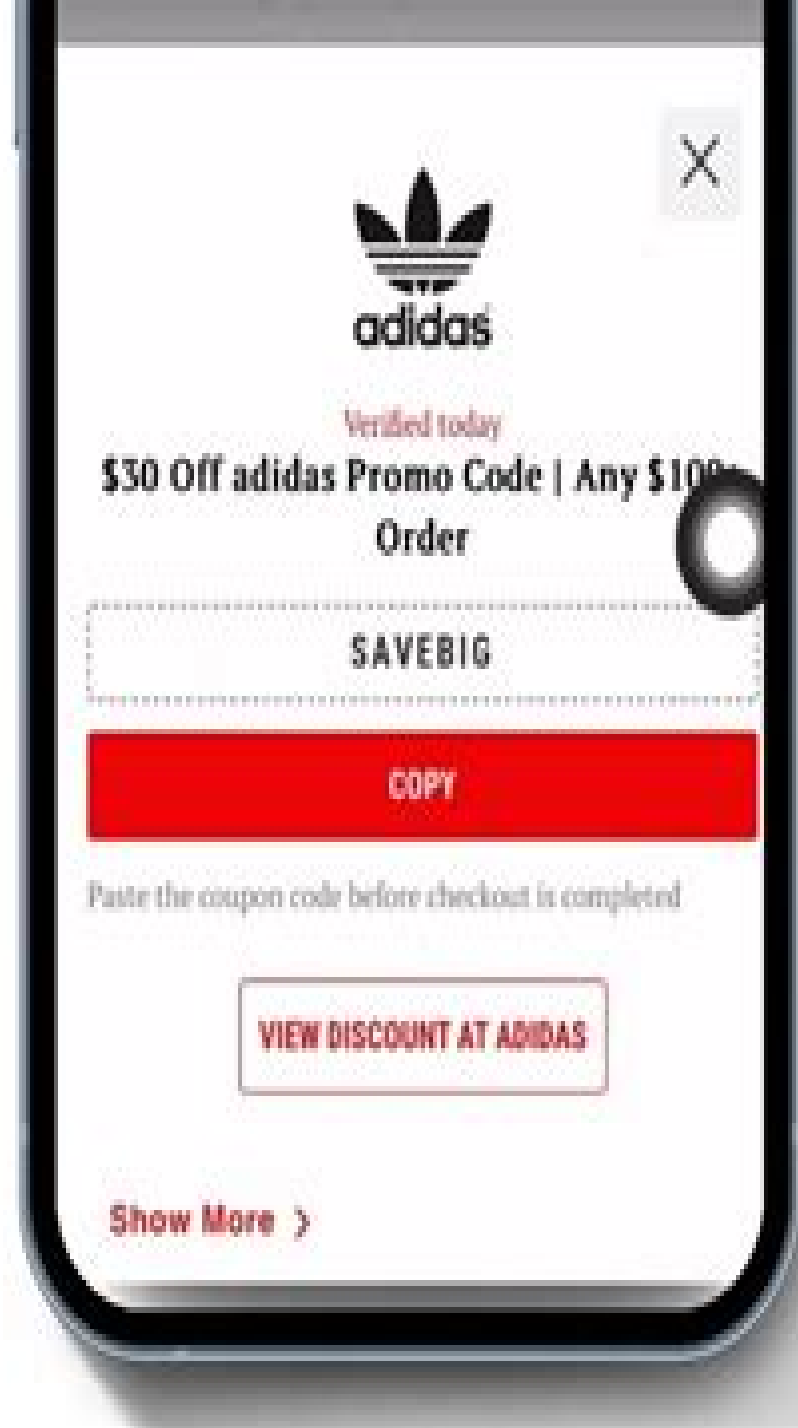 adidas
Verified today
$30 Off adidas Promo Code | Any $100+
Order
SAVEBIG
COPY
Paste the coupon code before checkout is completed
VIEW DISCOUNT AT ADIDAS
Show More